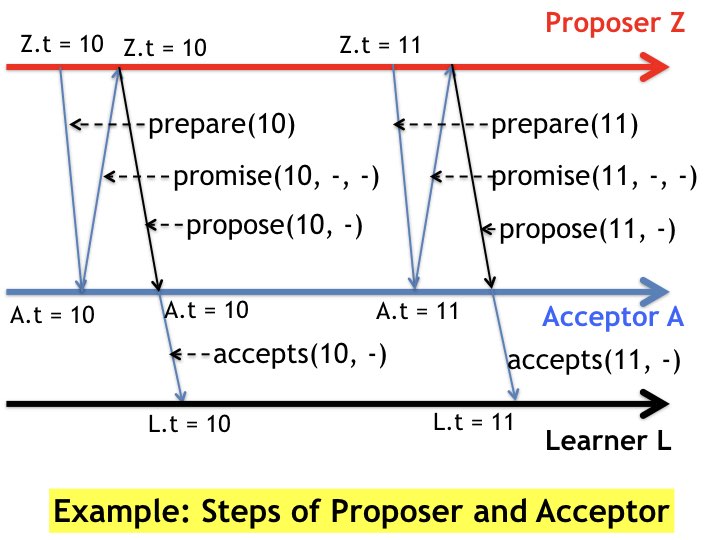 Proposer Z
Z.t = 10
Z.t = 10
Z.t = 11
prepare(10)
prepare(11)
promise(10, -, -)
promise(11, -, -)
propose(10, -)
propose(11, -)
A.t = 10
A.t = 10
A.t = 11
Acceptor A
accepts(10, -)
accepts(11, -)
L.t = 10
L.t = 11
Learner L
Example: Steps of Proposer and Acceptor